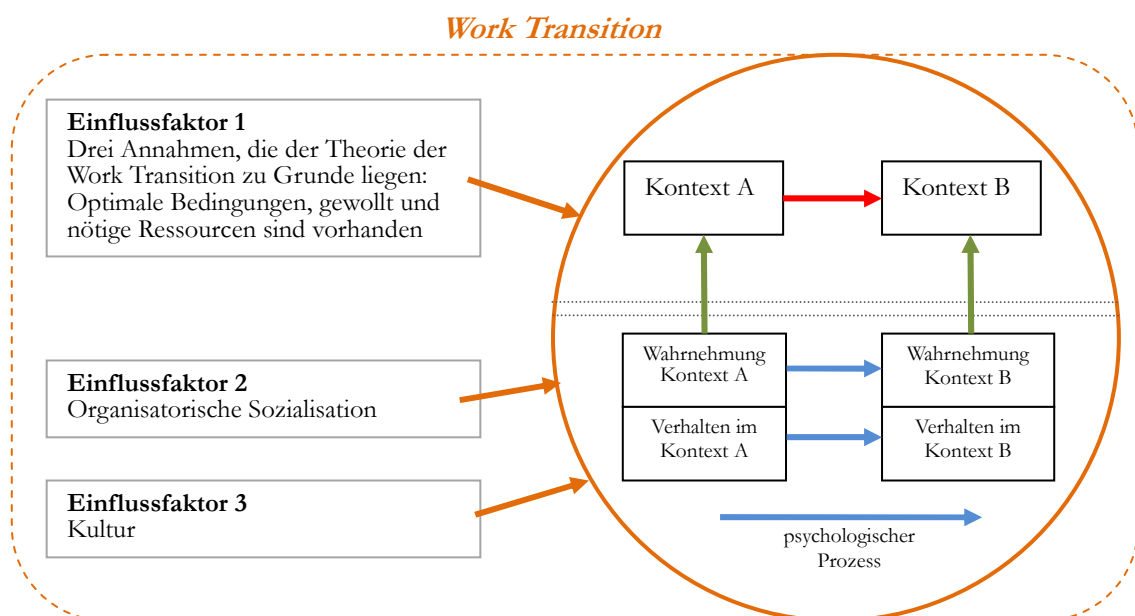 Work Transition
Einflussfaktor 1
Drei Annahmen, die der Theorie der
Work Transition zu Grunde liegen:
Optimale Bedingungen, gewollt und
nötige Ressourcen sind vorhanden
Einflussfaktor 2
Organisatorische Sozialisation
Einflussfaktor 3
Kultur
Kontext A
Kontext B
Wahrnehmung
Kontext A
Wahrnehmung
Kontext B
Verhalten im
Kontext A
Verhalten im
Kontext B
psychologischer
Prozess